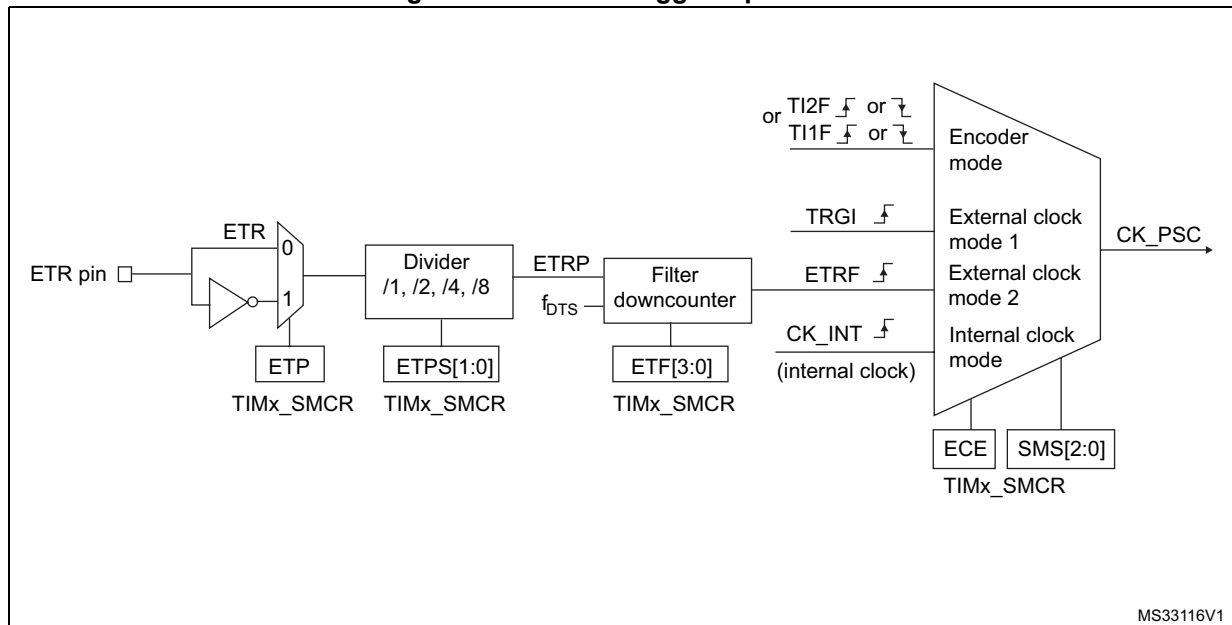 or TI2F or
TI1F or
Encoder
mode
TRGI
External clock
mode 1
CK_PSC
ETR
0
ETR pin
1
Divider
/1, /2, /4, /8
ETRP
fDTS
Filter
downcounter
ETRF
External clock
mode 2
CK_INT
(internal clock)
Internal clock
mode
ETP
TIMx_SMCR
ETPS[1:0]
TIMx_SMCR
ETF[3:0]
TIMx_SMCR
ECE
SMS[2:0]
TIMx_SMCR
MS33116V1